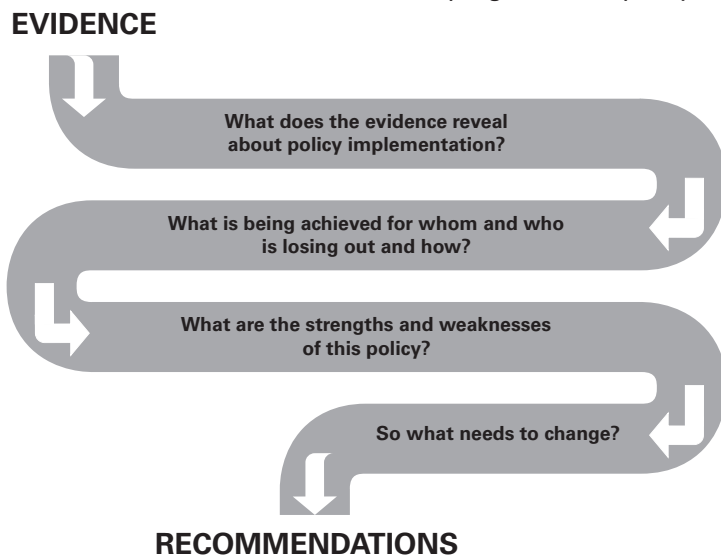 EVIDENCE
What does the evidence reveal
about policy implementation?
What is being achieved for whom and who
is losing out and how?
What are the strengths and weaknesses
of this policy?
So what needs to change?
RECOMMENDATIONS